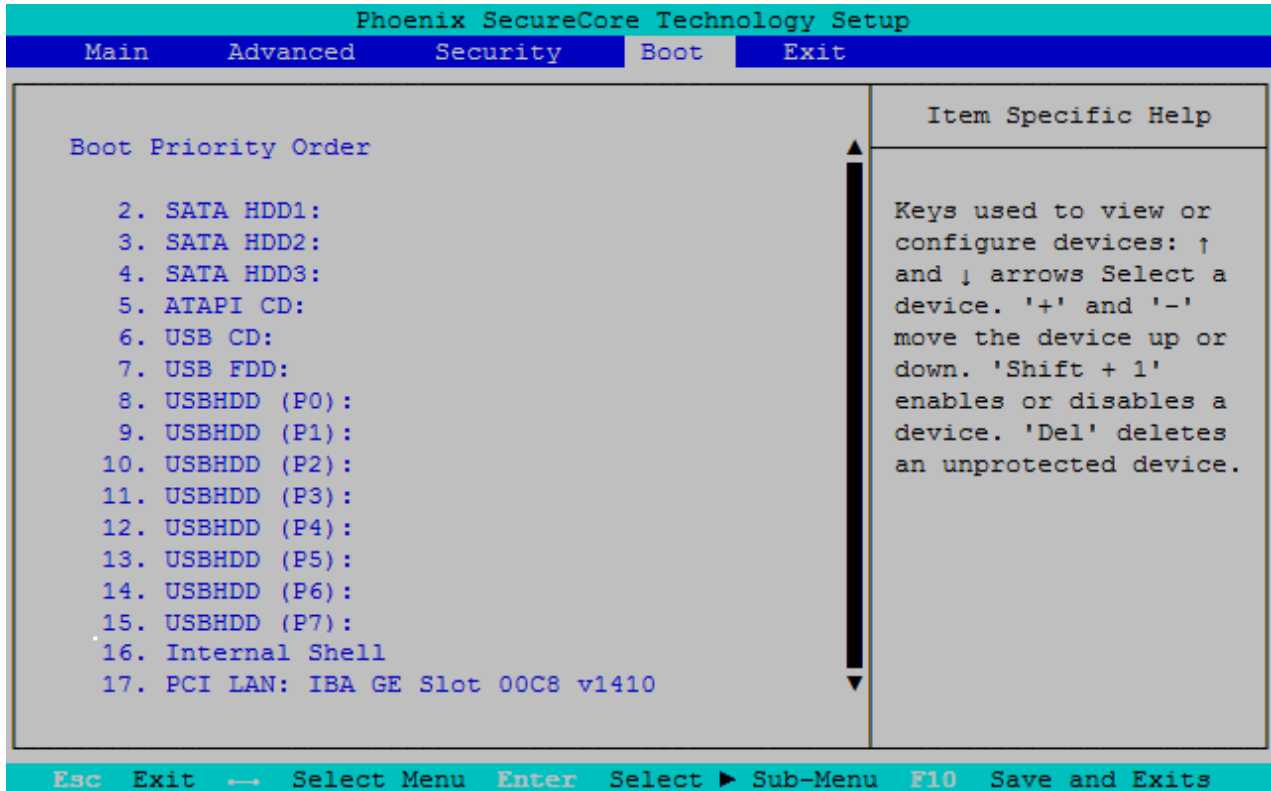 Phoenix SecureCore Technology Setup
Main Advanced Security Boot Exit
Boot Priority Order
2. SATA HDD1:
3. SATA HDD2:
4. SATA HDD3:
5. ATAPI CD:
6. USB CD:
7. USB FDD:
8. USBHDD (P0):
9. USBHDD (P1):
10. USBHDD (P2):
11. USBHDD (P3):
12. USBHDD (P4):
13. USBHDD (P5):
14. USBHDD (P6):
15. USBHDD (P7):
16. Internal Shell
17. PCI LAN: IBA GE Slot 00C8 v1410
Item Specific Help
Keys used to view or
configure devices: ↑
and ↓ arrows Select a
device. '+' and '-'
move the device up or
down. 'Shift + 1'
enables or disables a
device. 'Del' deletes
an unprotected device.
Esc Exit ←→ Select Menu Enter Select ▶ Sub-Menu F10 Save and Exits